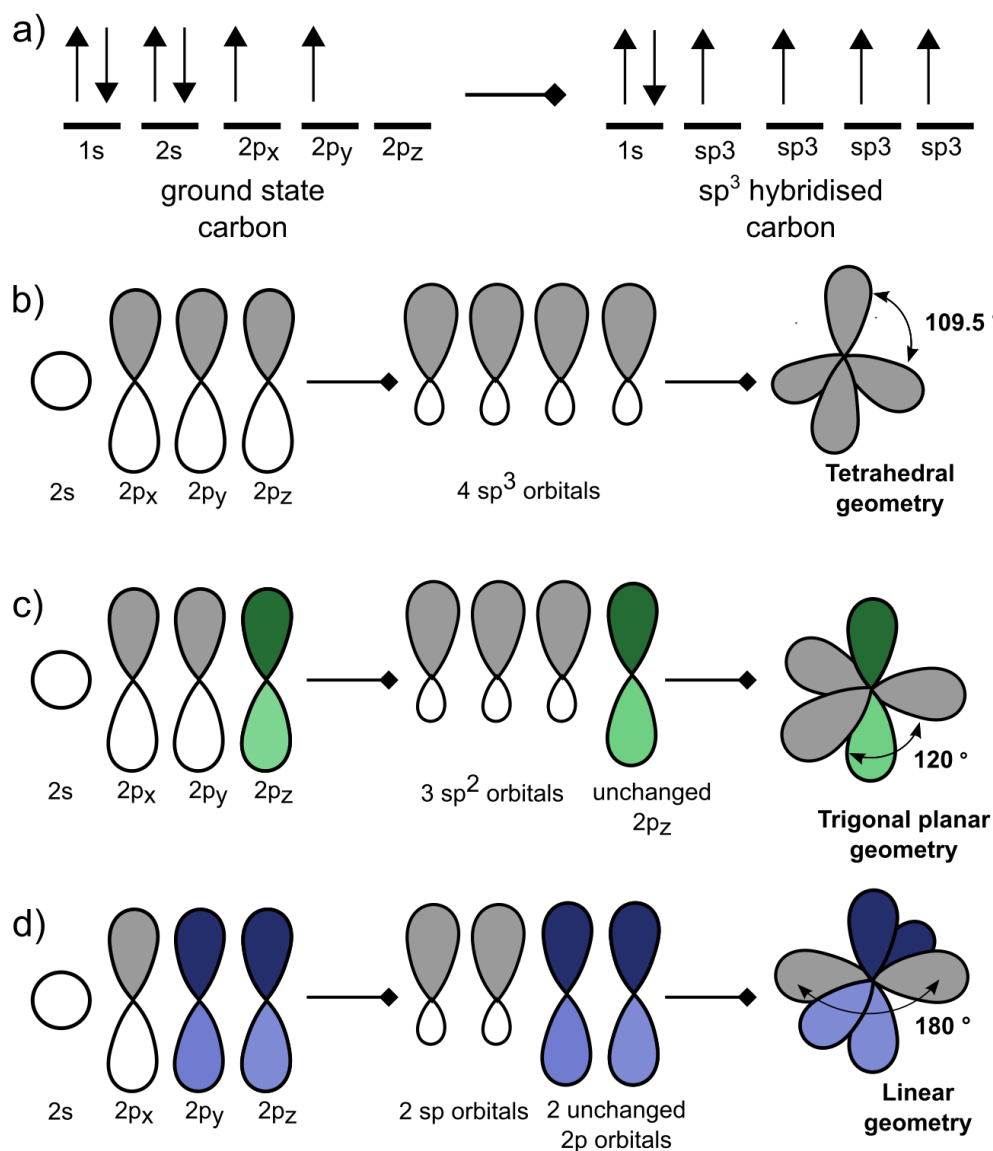 a)
1s 2s 2px 2py 2pz
1s sp3 sp3 sp3 sp3
ground state
carbon
sp³ hybridised
carbon
b)
109.5 °
2s 2px 2py 2pz
4 sp³ orbitals
Tetrahedral
geometry
c)
120 °
2s 2px 2py 2pz
3 sp² orbitals
unchanged
2pz
Trigonal planar
geometry
d)
180 °
2s 2px 2py 2pz
2 sp orbitals
2 unchanged
2p orbitals
Linear
geometry